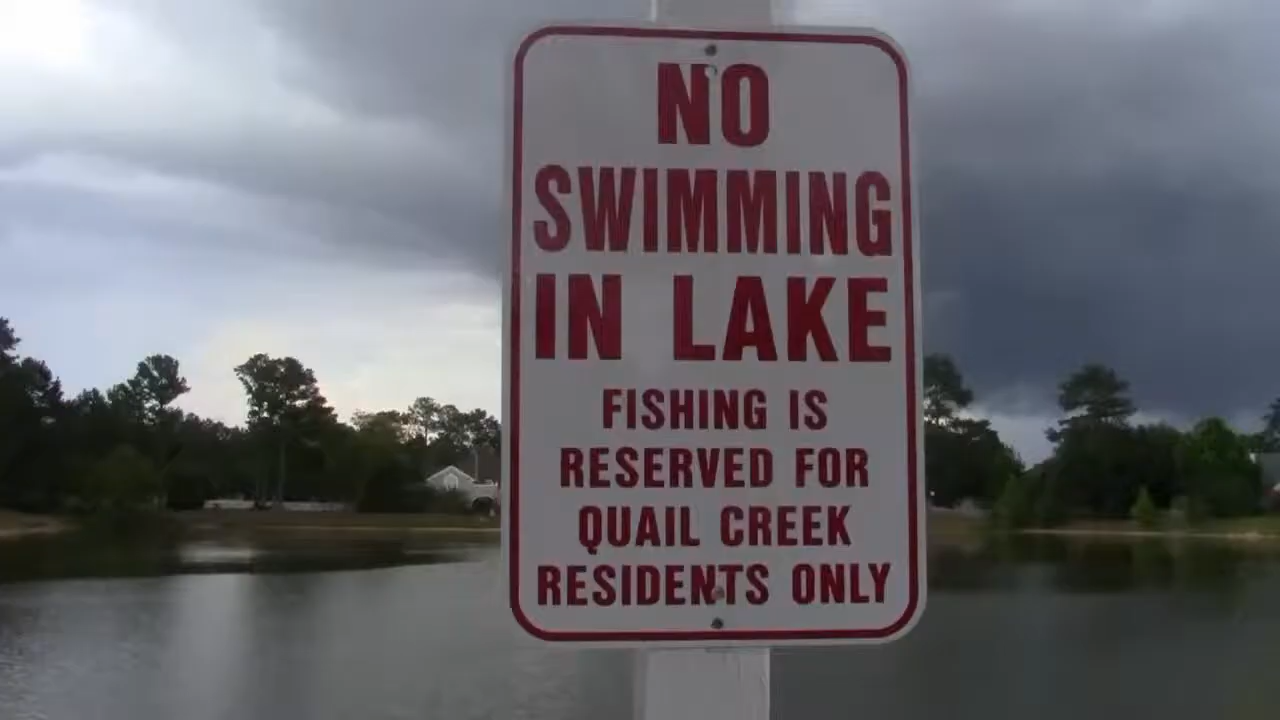 NO
SWIMMING
IN LAKE
FISHING IS
RESERVED FOR
QUAIL CREEK
RESIDENTS ONLY